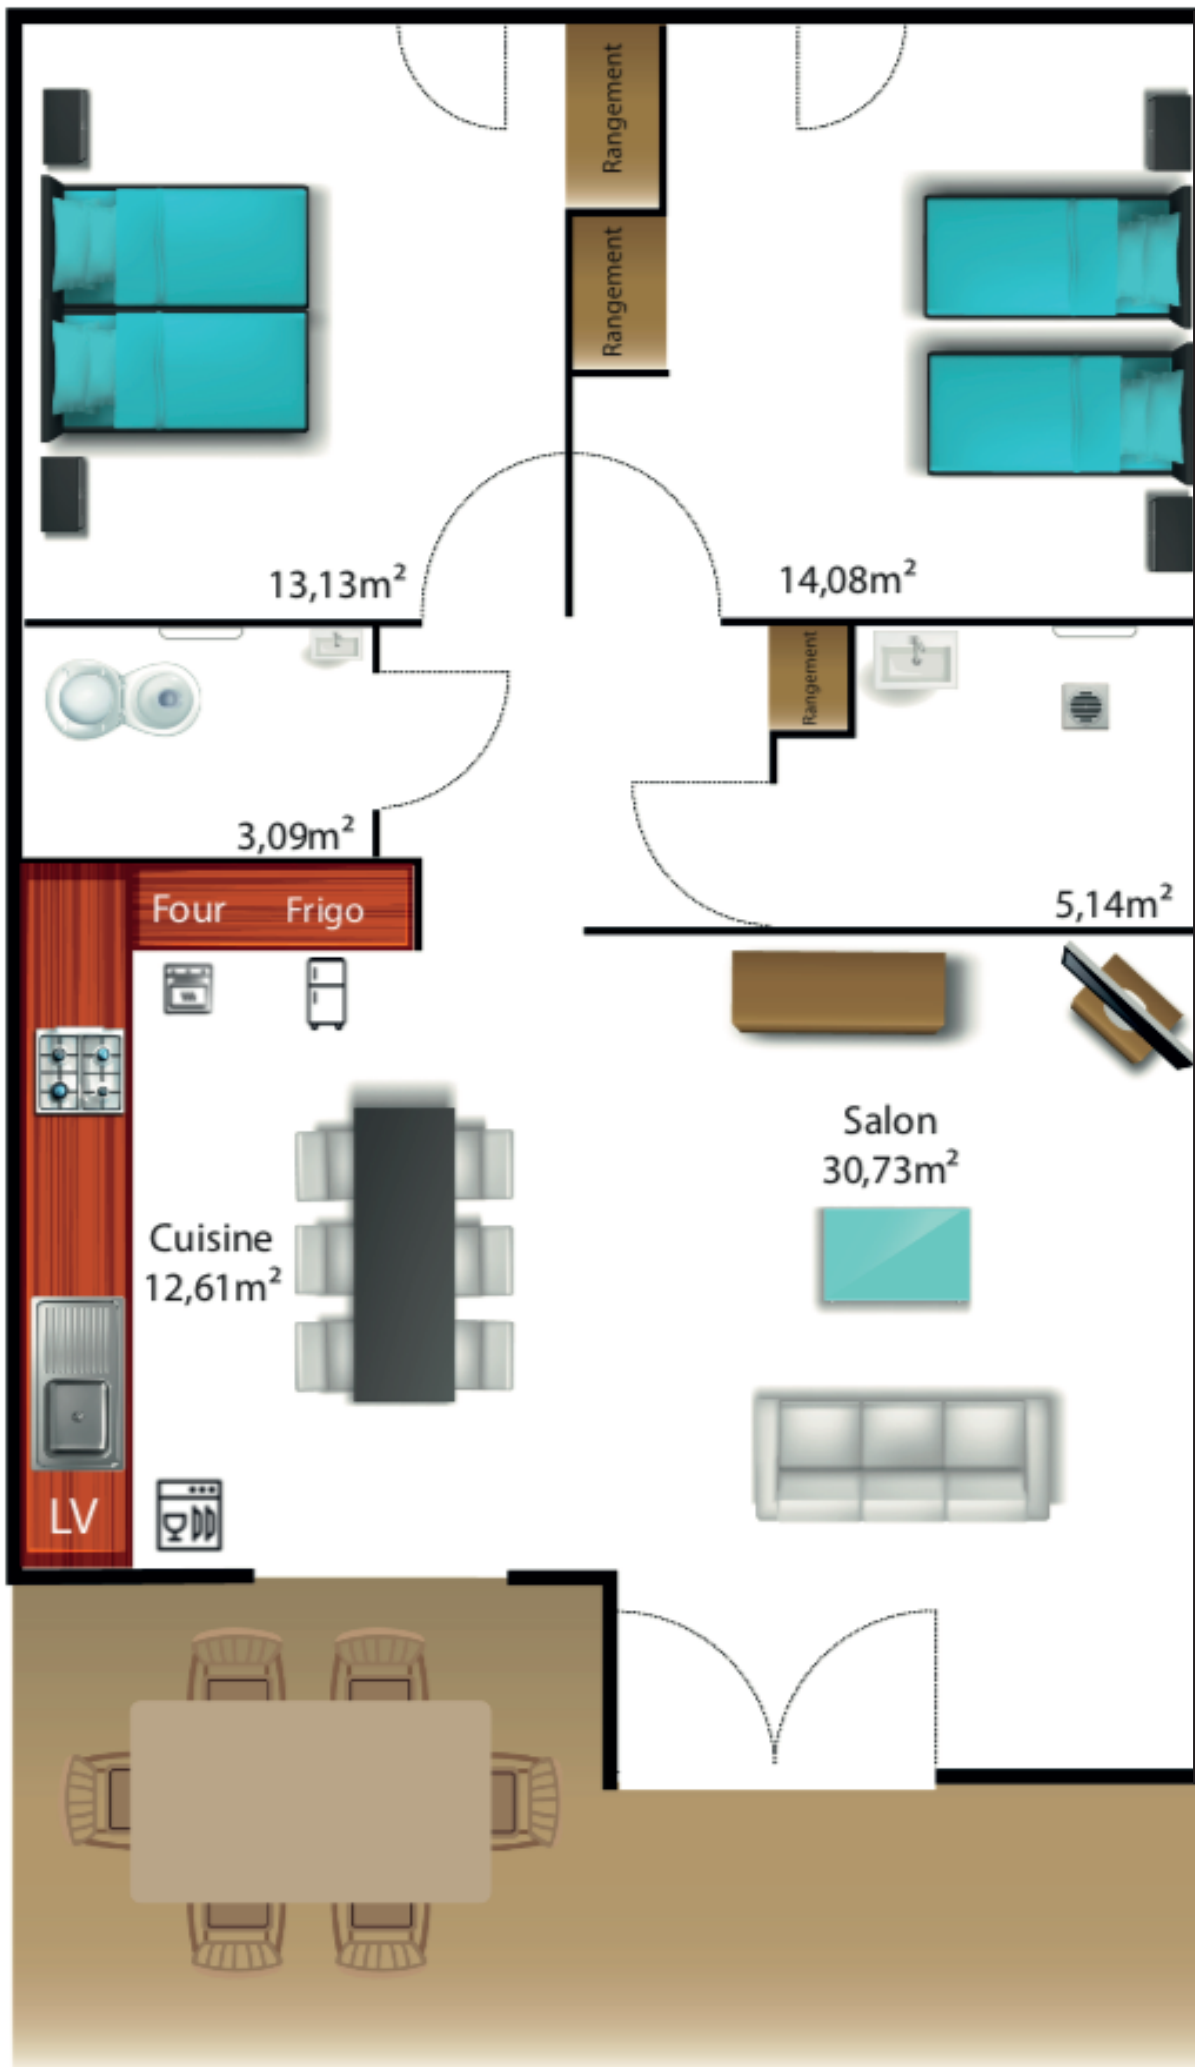 Rangement
Rangement
13,13m²
14,08m²
Rangement
3,09m²
5,14m²
Four
Frigo
Salon
30,73m²
Cuisine
12,61m²
LV